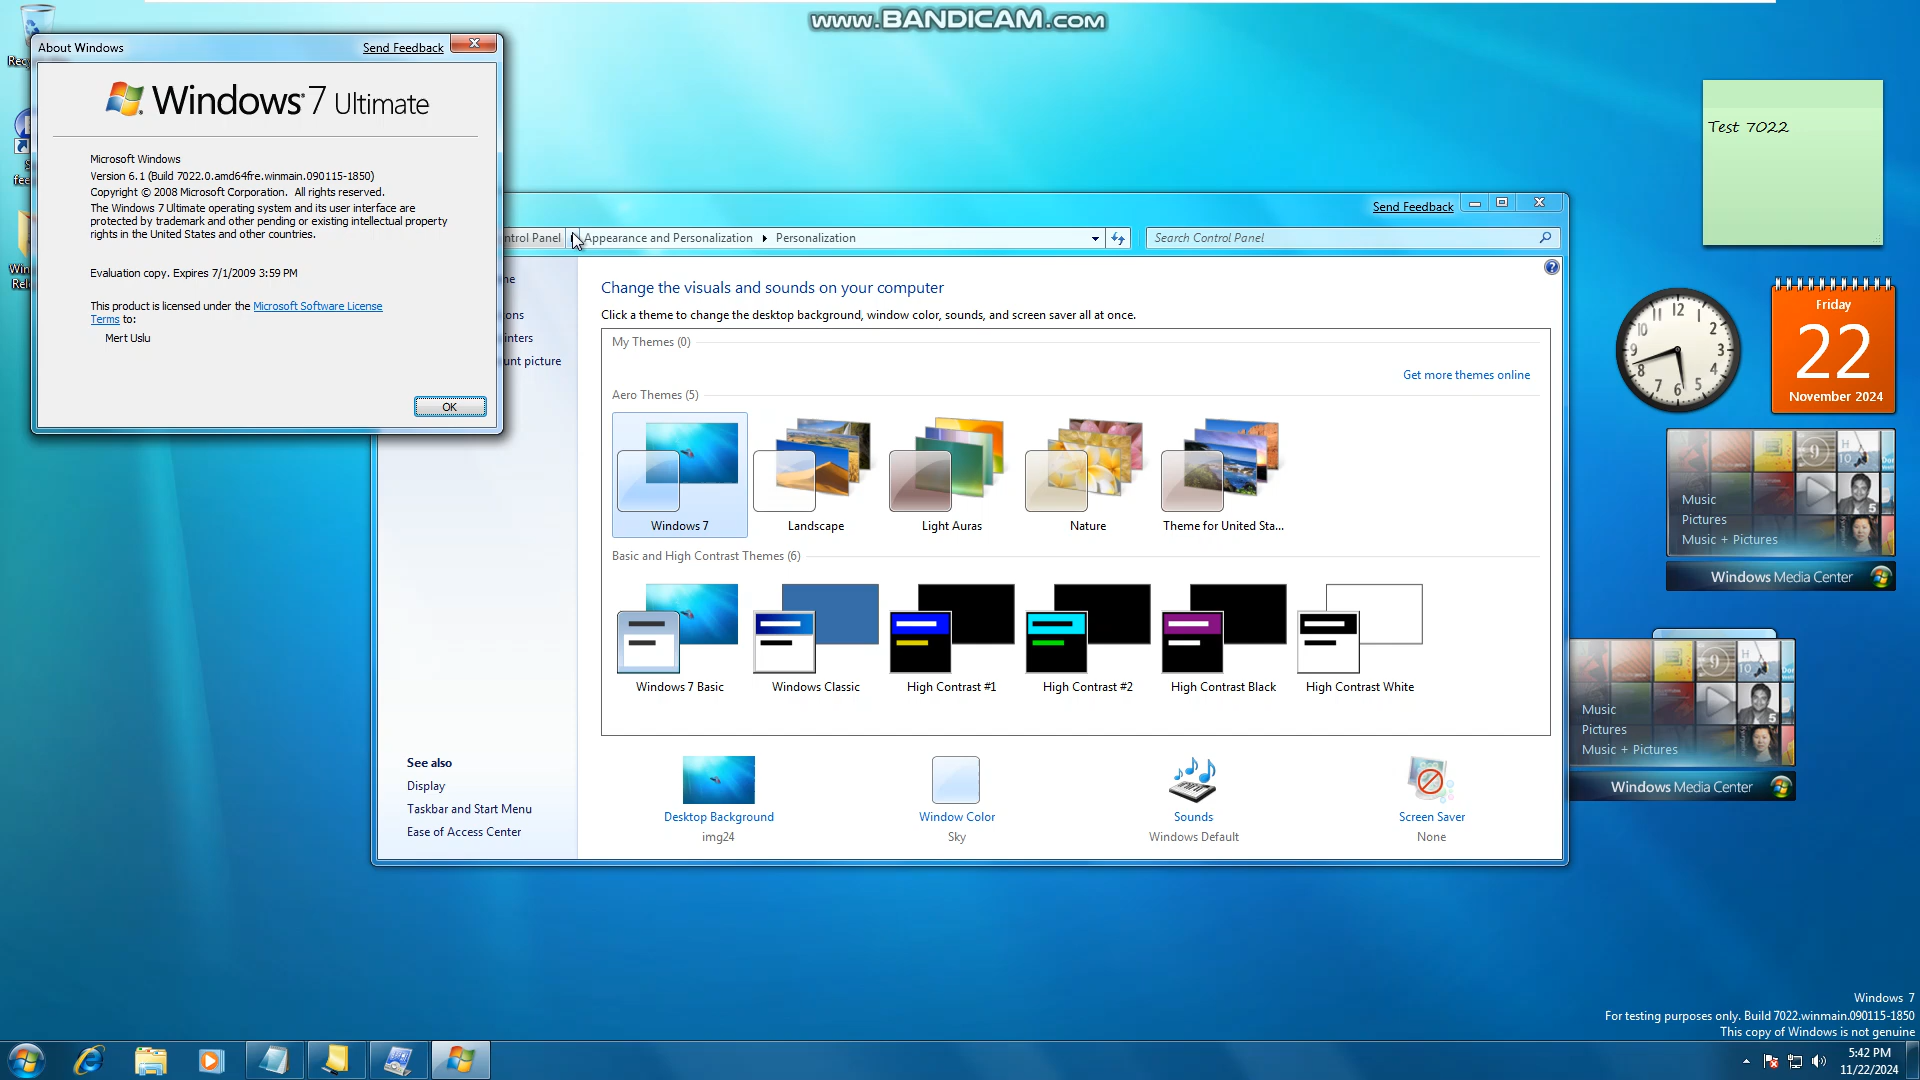 www.BANDICAM.com
About Windows
Send Feedback
Windows 7 Ultimate
Microsoft Windows
Version 6.1 (Build 7022.0.amd64fre.winmain.090115-1850)
Copyright © 2008 Microsoft Corporation. All rights reserved.
The Windows 7 Ultimate operating system and its user interface are
protected by trademark and other pending or existing intellectual property
rights in the United States and other countries.
Evaluation copy. Expires 7/1/2009 3:59 PM
This product is licensed under the Microsoft Software License
Terms to:
Mert Uslu
OK
Send Feedback
ntrol Panel
Appearance and Personalization
Personalization
Search Control Panel
Change the visuals and sounds on your computer
Click a theme to change the desktop background, window color, sounds, and screen saver all at once.
My Themes (0)
Get more themes online
Aero Themes (5)
Windows 7
Landscape
Light Auras
Nature
Theme for United Sta...
Basic and High Contrast Themes (6)
Windows 7 Basic
Windows Classic
High Contrast #1
High Contrast #2
High Contrast Black
High Contrast White
See also
Display
Taskbar and Start Menu
Ease of Access Center
Desktop Background
img24
Window Color
Sky
Sounds
Windows Default
Screen Saver
None
Test 7022
12
1
2
3
4
5
6
7
8
9
10
Friday
22
November 2024
Music
Pictures
Music + Pictures
Windows Media Center
Music
Pictures
Music + Pictures
Windows Media Center
Windows 7
For testing purposes only. Build 7022.winmain.090115-1850
This copy of Windows is not genuine
5:42 PM
11/22/2024